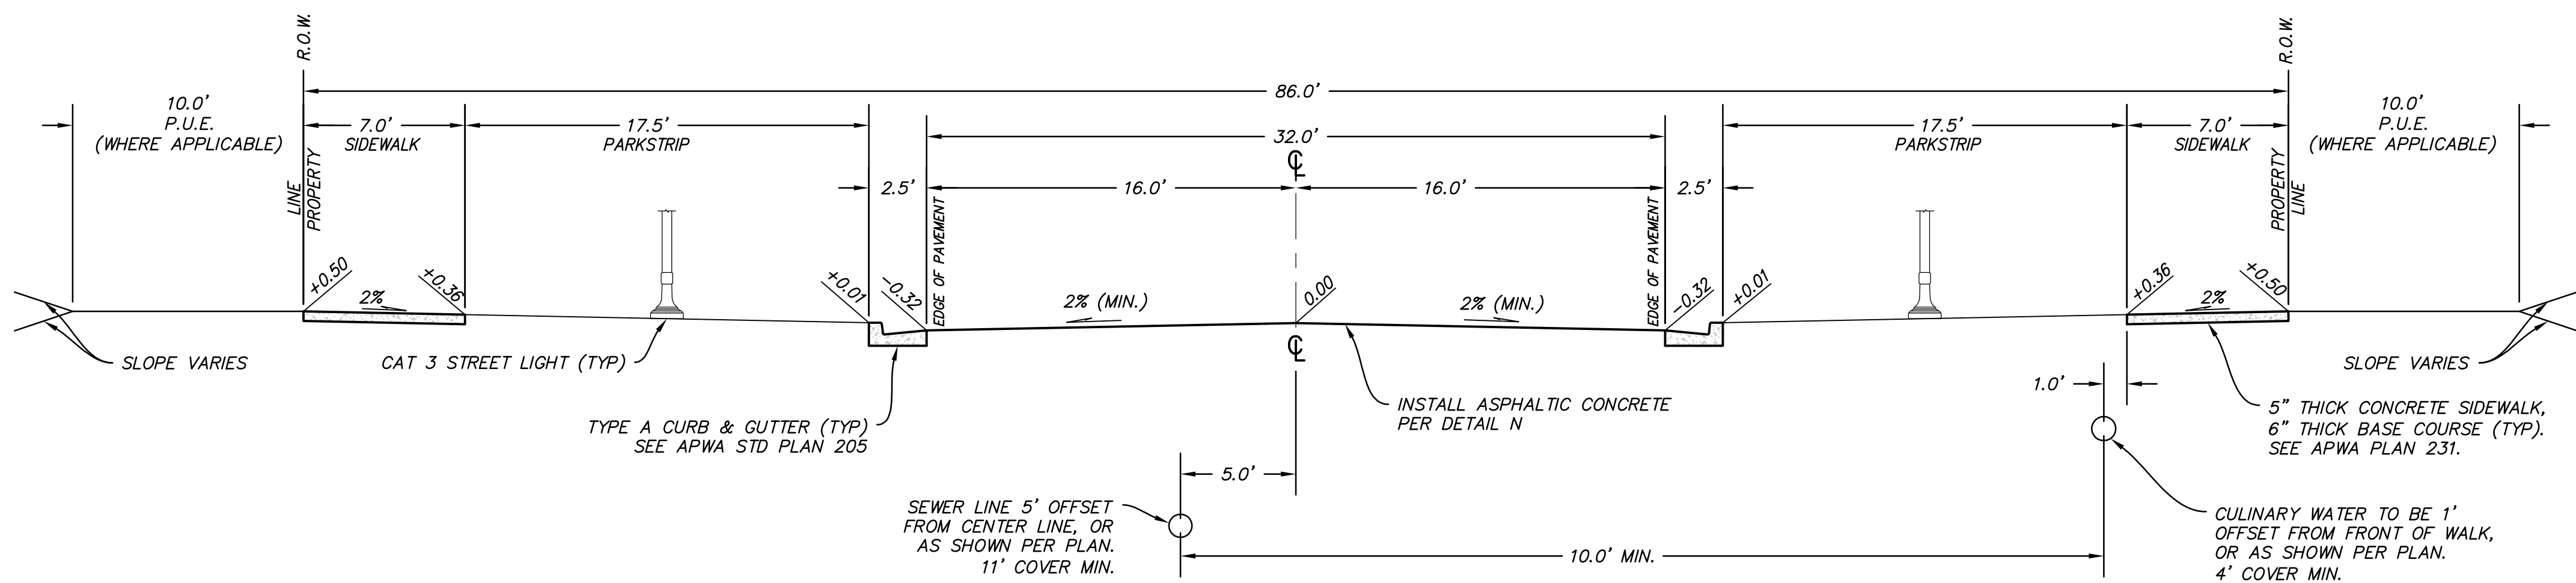 R.O.W.
R.O.W.
86.0'
10.0'
P.U.E.
(WHERE APPLICABLE)
7.0'
SIDEWALK
17.5'
PARKSTRIP
32.0'
17.5'
PARKSTRIP
7.0'
SIDEWALK
10.0'
P.U.E.
(WHERE APPLICABLE)
℄
2.5'
16.0'
16.0'
2.5'
PROPERTY
LINE
EDGE OF PAVEMENT
EDGE OF PAVEMENT
PROPERTY
LINE
+0.50
2%
+0.36
+0.01
-0.32
2% (MIN.)
0.00
2% (MIN.)
-0.32
+0.01
+0.36
2%
+0.50
℄
SLOPE VARIES
CAT 3 STREET LIGHT (TYP)
SLOPE VARIES
TYPE A CURB & GUTTER (TYP)
SEE APWA STD PLAN 205
INSTALL ASPHALTIC CONCRETE
PER DETAIL N
1.0'
5" THICK CONCRETE SIDEWALK,
6" THICK BASE COURSE (TYP).
SEE APWA PLAN 231.
5.0'
SEWER LINE 5' OFFSET
FROM CENTER LINE, OR
AS SHOWN PER PLAN.
11' COVER MIN.
10.0' MIN.
CULINARY WATER TO BE 1'
OFFSET FROM FRONT OF WALK,
OR AS SHOWN PER PLAN.
4' COVER MIN.